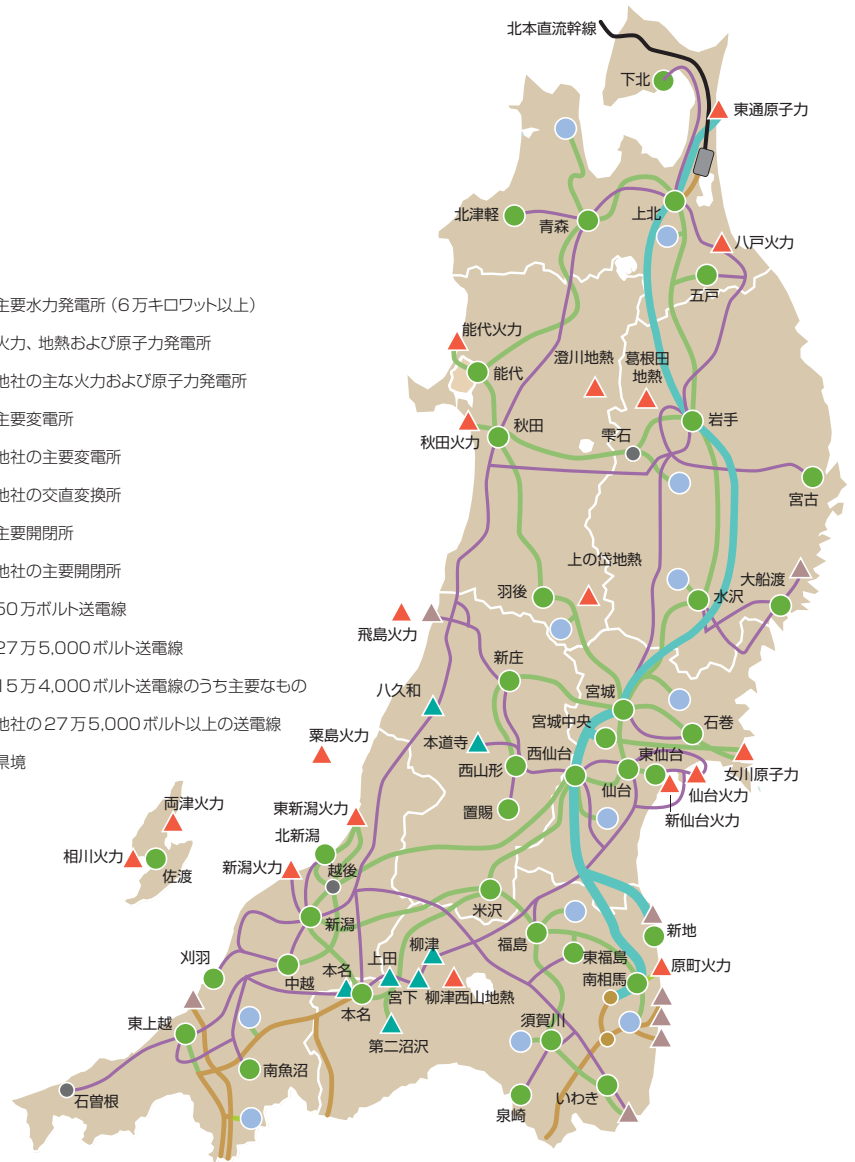 北本直流幹線
下北
東通原子力
北津軽
青森
上北
八戸火力
五戸
主要水力発電所（6万キロワット以上）
火力、地熱および原子力発電所
他社の主な火力および原子力発電所
主要変電所
他社の主要変電所
他社の交直変換所
主要開閉所
他社の主要開閉所
50万ボルト送電線
27万5,000ボルト送電線
15万4,000ボルト送電線のうち主要なもの
他社の27万5,000ボルト以上の送電線
県境
能代火力
能代
澄川地熱
葛根田
地熱
秋田火力
秋田
雫石
岩手
宮古
上の岱地熱
大船渡
羽後
水沢
飛島火力
新庄
八久和
宮城
宮城中央
石巻
粟島火力
本道寺
西仙台
東仙台
西山形
仙台
女川原子力
仙台火力
新仙台火力
置賜
両津火力
東新潟火力
北新潟
相川火力
佐渡
新潟火力
越後
新潟
米沢
福島
新地
刈羽
中越
本名
上田
柳津
東福島
原町火力
南相馬
宮下
柳津西山地熱
本名
東上越
第二沼沢
須賀川
南魚沼
石曽根
泉崎
いわき